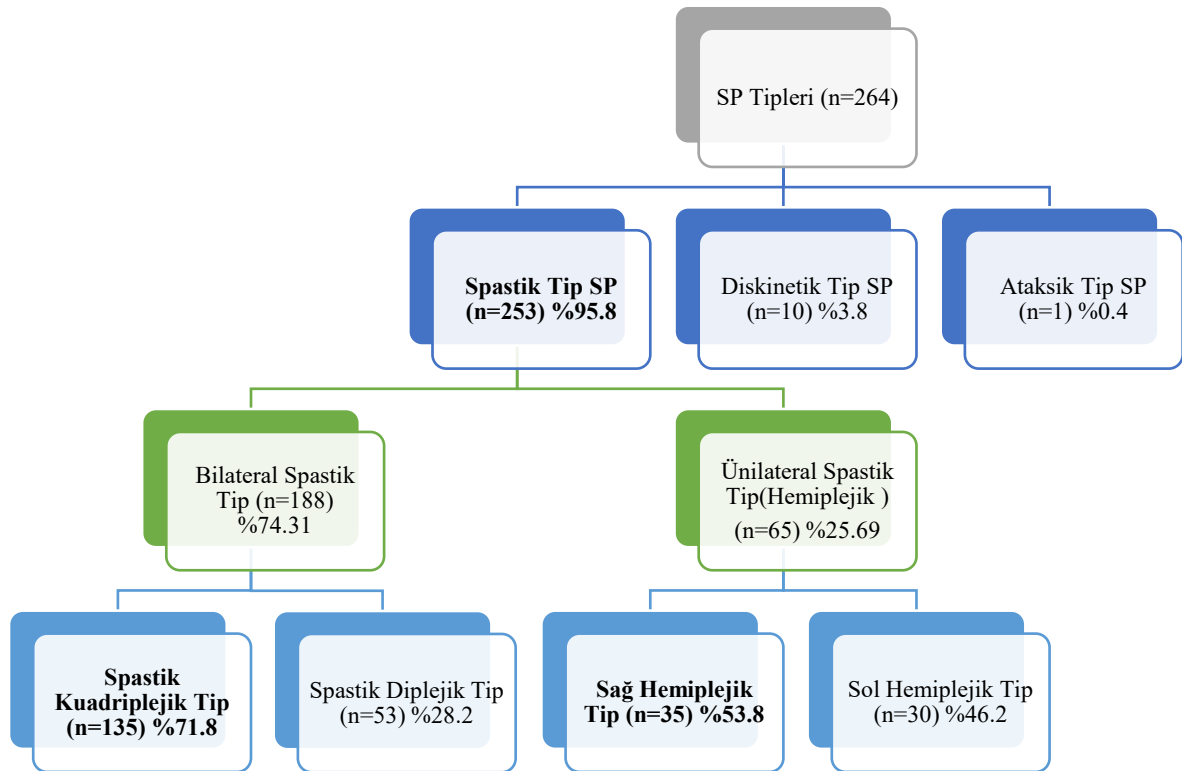 SP Tipleri (n=264)
Spastik Tip SP
(n=253) %95.8
Diskinetik Tip SP
(n=10) %3.8
Ataksik Tip SP
(n=1) %0.4
Bilateral Spastik
Tip (n=188)
%74.31
Ünilateral Spastik
Tip(Hemiplejik )
(n=65) %25.69
Spastik
Kuadriplejik Tip
(n=135) %71.8
Spastik Diplejik Tip
(n=53) %28.2
Sağ Hemiplejik
Tip (n=35) %53.8
Sol Hemiplejik Tip
(n=30) %46.2